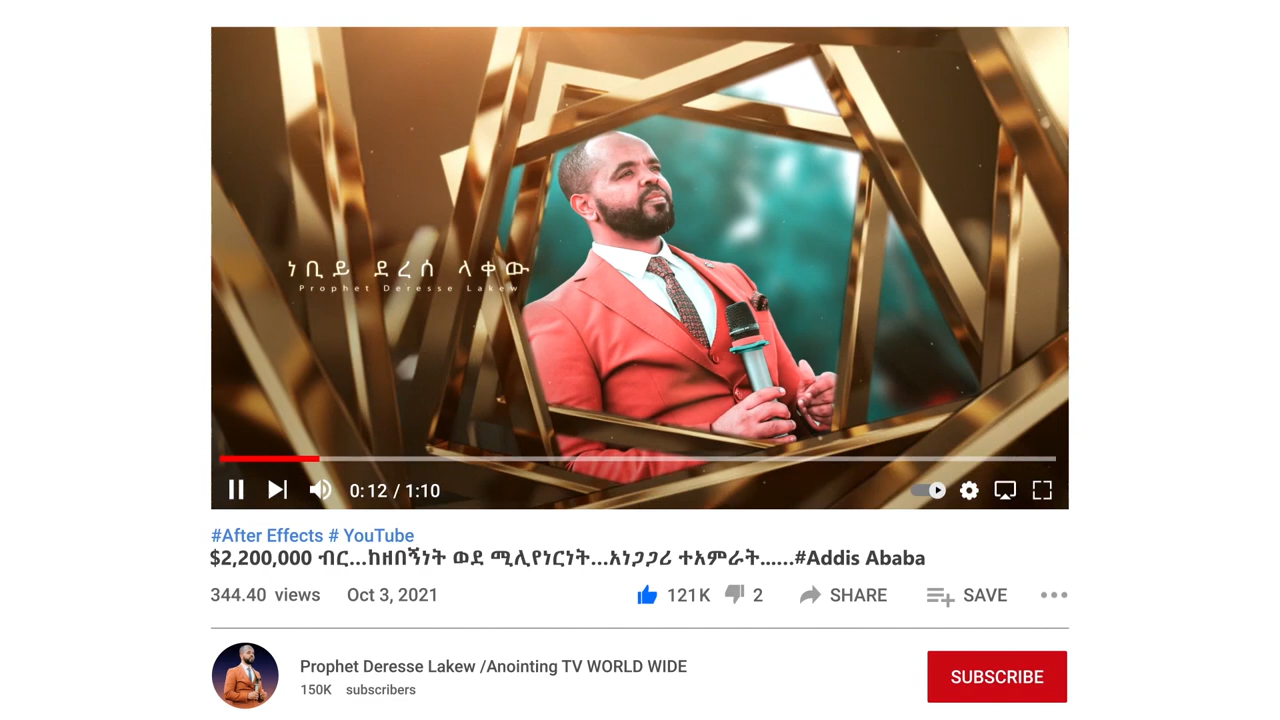 ነቢይ ደረሰ ላቀው
Prophet Deresse Lakew
0:12 / 1:10
#After Effects # YouTube
$2,200,000 ብር...ከዘበኝነት ወደ ሚሊየነርነት...አነጋጋሪ ተአምራት......#Addis Ababa
344.40 views Oct 3, 2021 121K 2 SHARE SAVE
Prophet Deresse Lakew /Anointing TV WORLD WIDE
150K subscribers
SUBSCRIBE